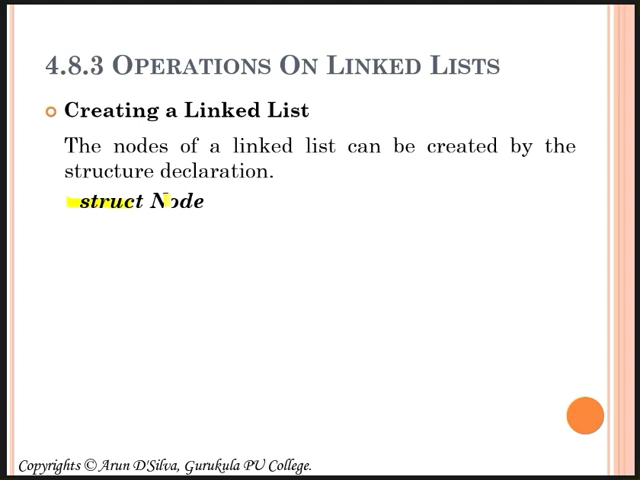 4.8.3 OPERATIONS ON LINKED LISTS
Creating a Linked List
The nodes of a linked list can be created by the
structure declaration.
struct Node
Copyrights © Arun D'Silva, Gurukula PU College.